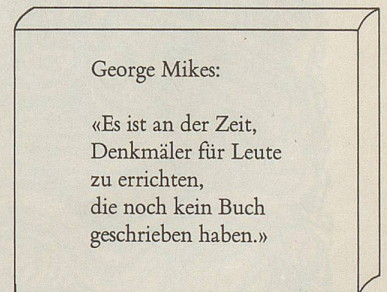 George Mikes:
«Es ist an der Zeit,
Denkmäler für Leute
zu errichten,
die noch kein Buch
geschrieben haben.»